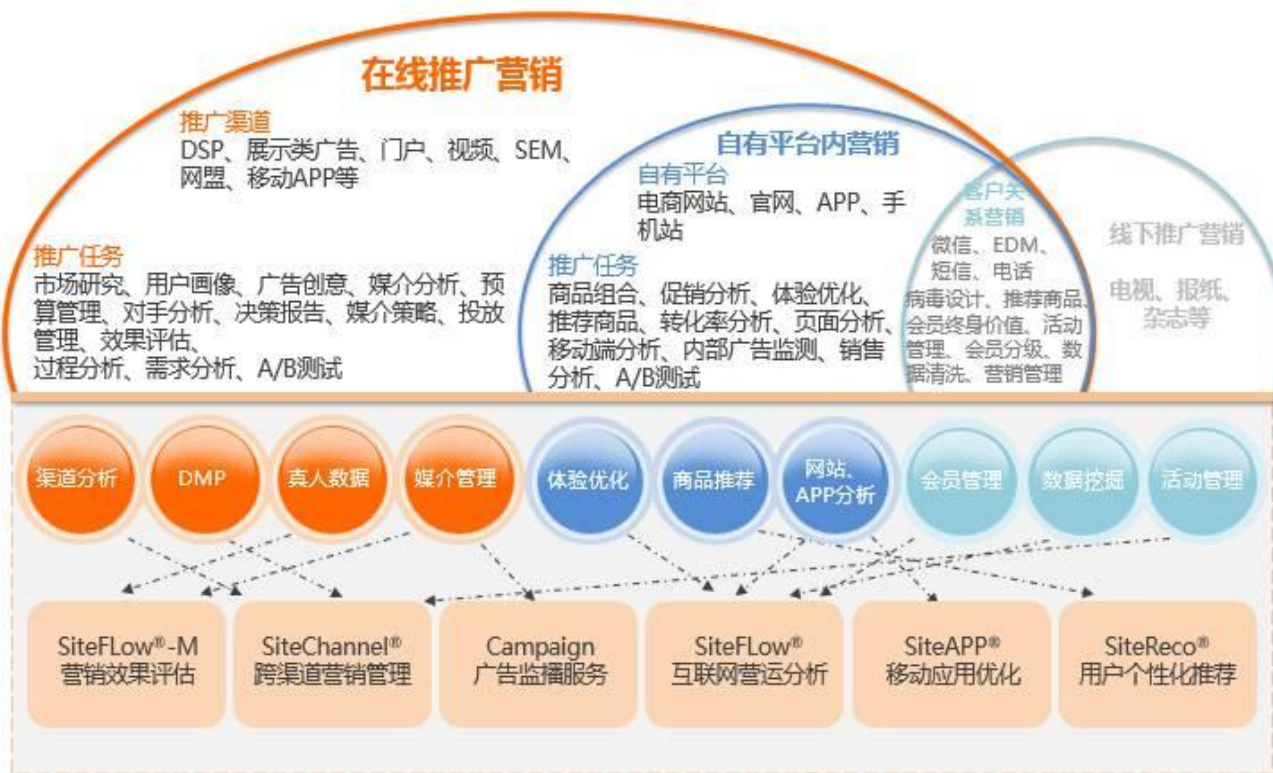 在线推广营销
推广渠道
DSP、展示类广告、门户、视频、SEM、
网盟、移动APP等
推广任务
市场研究、用户画像、广告创意、媒介分析、预
算管理、对手分析、决策报告、媒介策略、投放
管理、效果评估、
过程分析、需求分析、A/B测试
自有平台内营销
自有平台
电商网站、官网、APP、手
机站
推广任务
商品组合、促销分析、体验优化、
推荐商品、转化率分析、页面分析、
移动端分析、内部广告监测、销售
分析、A/B测试
客户关
系营销
微信、EDM、
短信、电话
病毒设计、推荐商品、
会员终身价值、活动
管理、会员分级、数
据清洗、营销管理
线下推广营销
电视、报纸、
杂志等
渠道分析
DMP
真人数据
媒介管理
体验优化
商品推荐
网站、
APP分析
会员管理
数据挖掘
活动管理
SiteFLow®-M
营销效果评估
SiteChannel®
跨渠道营销管理
Campaign
广告监播服务
SiteFLow®
互联网营运分析
SiteAPP®
移动应用优化
SiteReco®
用户个性化推荐